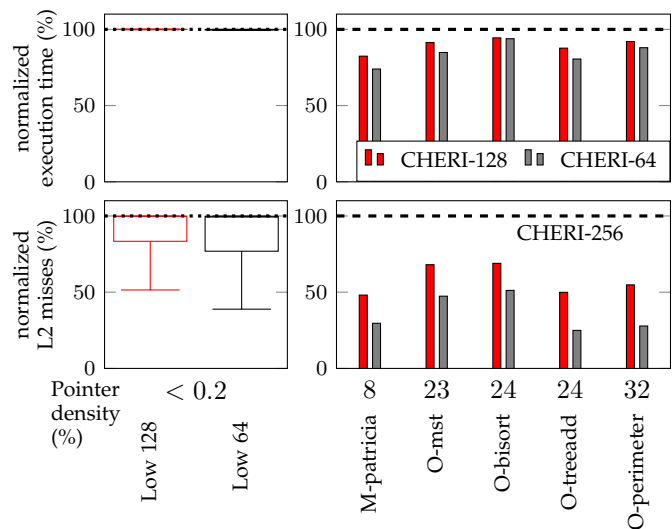 normalized
execution time (%)
100
50
0
100
50
0
CHERI-128 CHERI-64
normalized
L2 misses (%)
100
50
0
100
50
0
CHERI-256
Pointer
density
(%)
< 0.2
8 23 24 24 32
Low 128
Low 64
M-patricia
O-mst
O-bisort
O-treeadd
O-perimeter